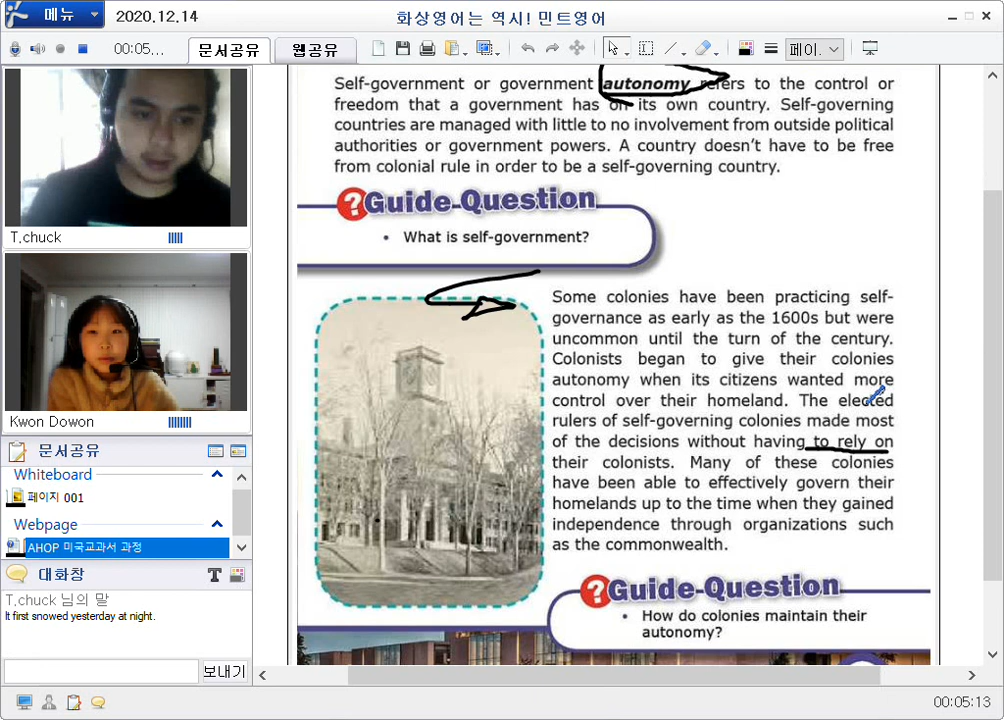 메뉴 2020.12.14 화상영어는 역시! 민트영어
00:05... 문서공유 웹공유 페이.
T.chuck
Kwon Dowon
문서공유
Whiteboard
페이지 001
Webpage
AHOP 미국교과서 과정
대화창
T.chuck 님의 말
It first snowed yesterday at night.
보내기
Self-government or government autonomy refers to the control or
freedom that a government has on its own country. Self-governing
countries are managed with little to no involvement from outside political
authorities or government powers. A country doesn't have to be free
from colonial rule in order to be a self-governing country.
?Guide Question
• What is self-government?
Some colonies have been practicing self-
governance as early as the 1600s but were
uncommon until the turn of the century.
Colonists began to give their colonies
autonomy when its citizens wanted more
control over their homeland. The elected
rulers of self-governing colonies made most
of the decisions without having to rely on
their colonists. Many of these colonies
have been able to effectively govern their
homelands up to the time when they gained
independence through organizations such
as the commonwealth.
?Guide Question
• How do colonies maintain their
autonomy?
00:05:13